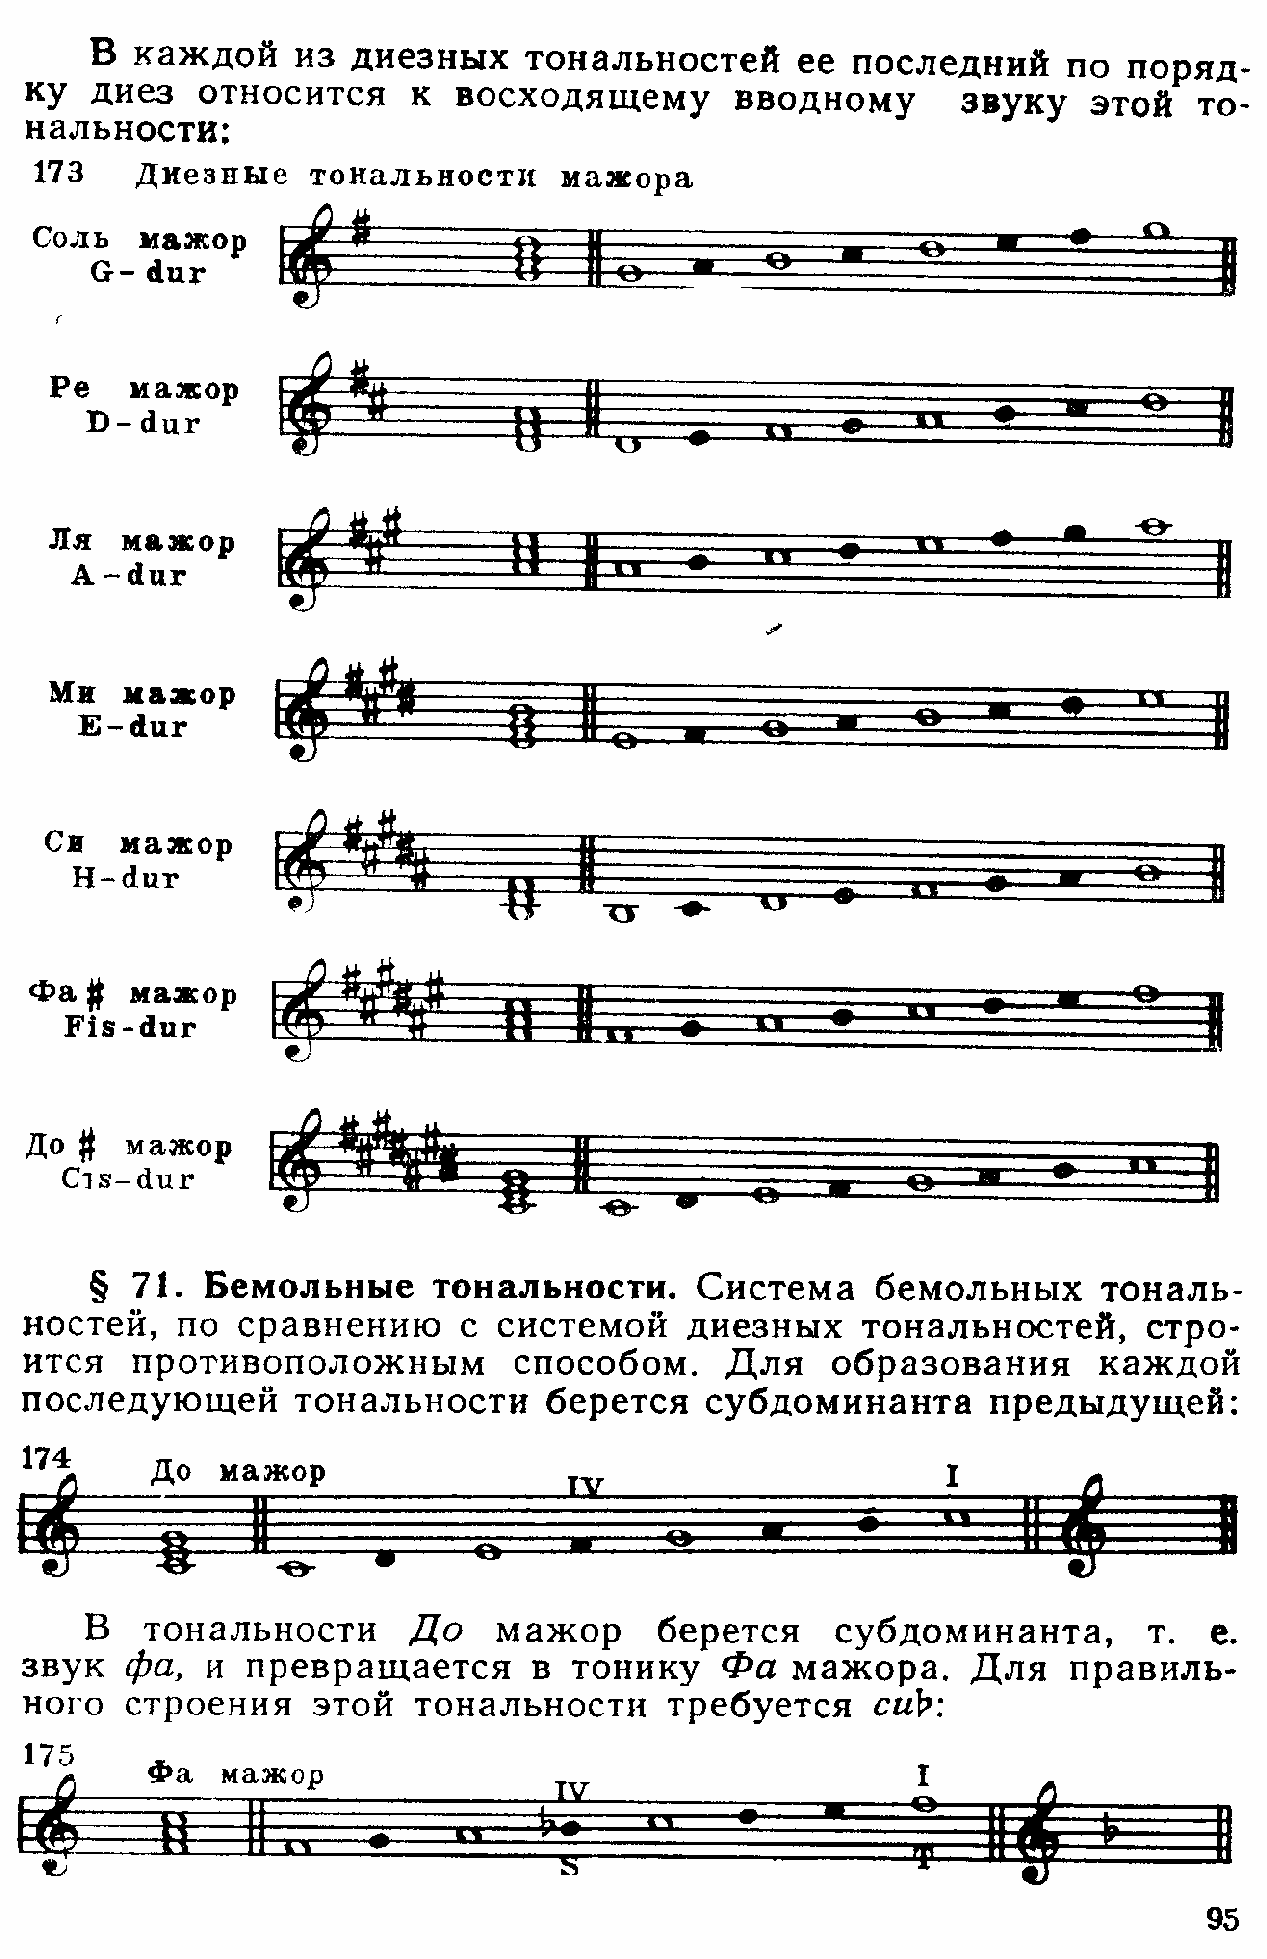 В каждой из диезных тональностей ее последний по поряд-
ку диез относится к восходящему вводному звуку этой то-
нальности:
173 Диезные тональности мажора
Соль мажор
G-dur
Ре мажор
D-dur
Ля мажор
A-dur
Ми мажор
E-dur
Си мажор
H-dur
Фа♯ мажор
Fis-dur
До♯ мажор
Cis-dur
§ 71. Бемольные тональности. Система бемольных тональ-
ностей, по сравнению с системой диезных тональностей, стро-
ится противоположным способом. Для образования каждой
последующей тональности берется субдоминанта предыдущей:
174 До мажор IV I
В тональности До мажор берется субдоминанта, т. е.
звук фа, и превращается в тонику Фа мажора. Для правиль-
ного строения этой тональности требуется си♭:
175 Фа мажор IV I
S T
95